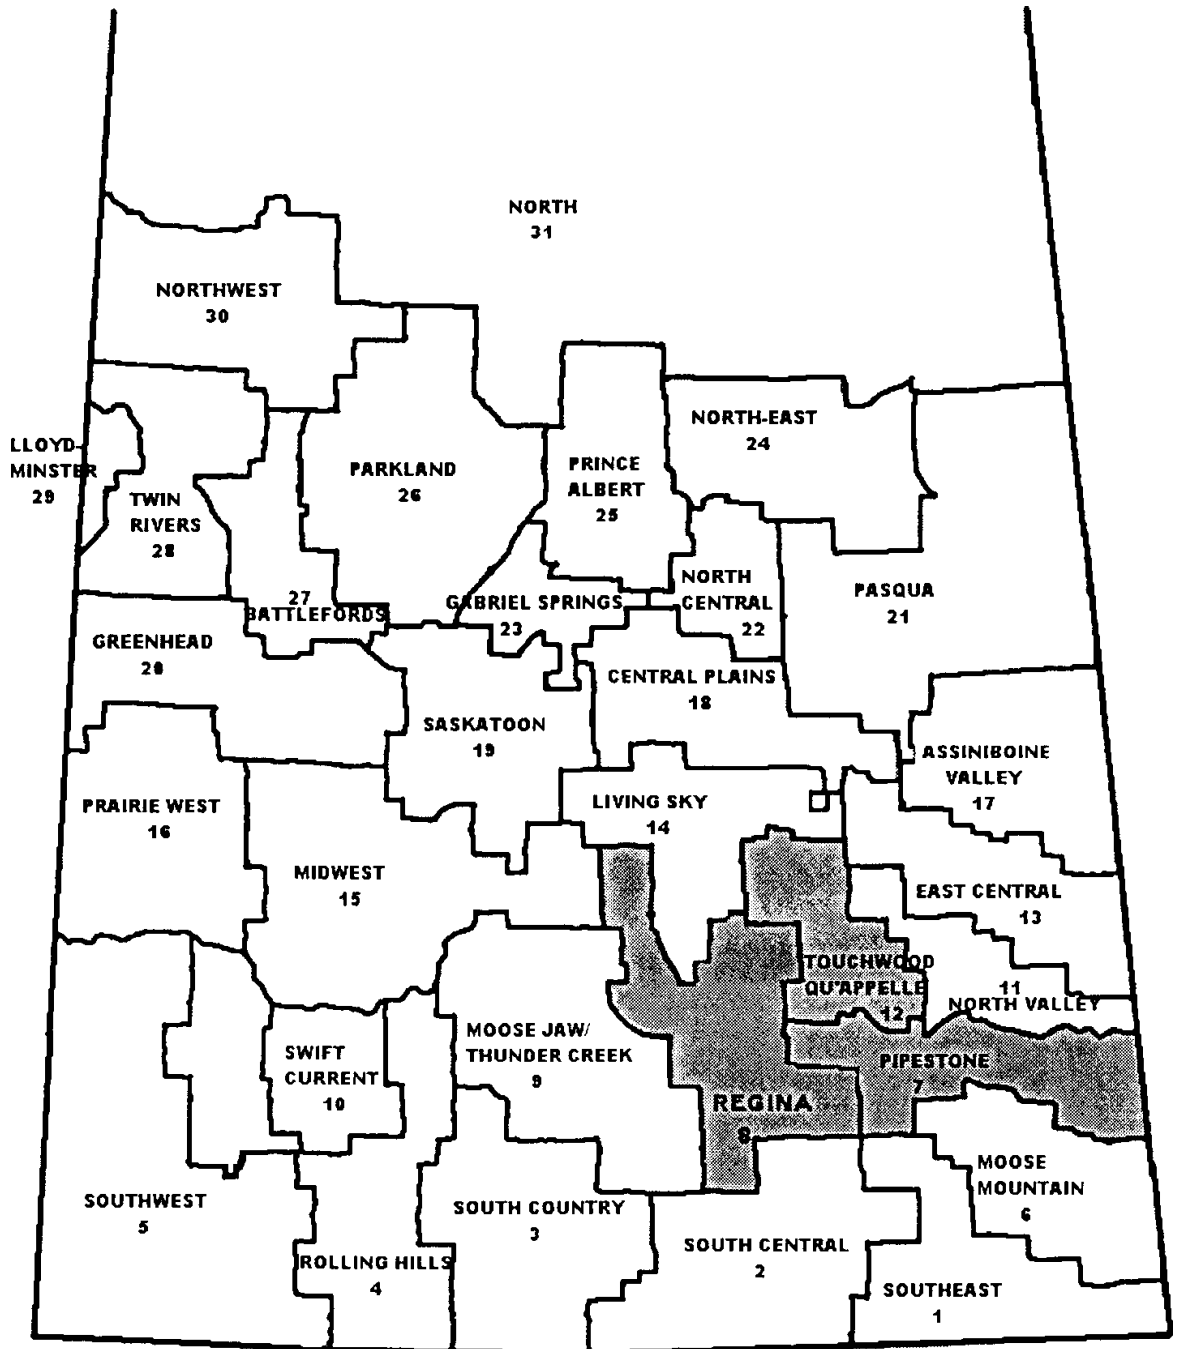 NORTH
31
NORTHWEST
30
NORTH-EAST
24
LLOYD-
MINSTER
29
PARKLAND
26
PRINCE
ALBERT
25
TWIN
RIVERS
28
27
BATTLEFORDS
GABRIEL SPRINGS
23
NORTH
CENTRAL
22
PASQUA
21
GREENHEAD
20
CENTRAL PLAINS
18
SASKATOON
19
ASSINIBOINE
VALLEY
17
PRAIRIE WEST
16
LIVING SKY
14
MIDWEST
15
EAST CENTRAL
13
TOUCHWOOD
QU'APPELLE
12
11
NORTH VALLEY
MOOSE JAW/
THUNDER CREEK
9
SWIFT
CURRENT
10
PIPESTONE
7
REGINA
8
MOOSE
MOUNTAIN
6
SOUTHWEST
5
SOUTH COUNTRY
3
SOUTH CENTRAL
2
ROLLING HILLS
4
SOUTHEAST
1